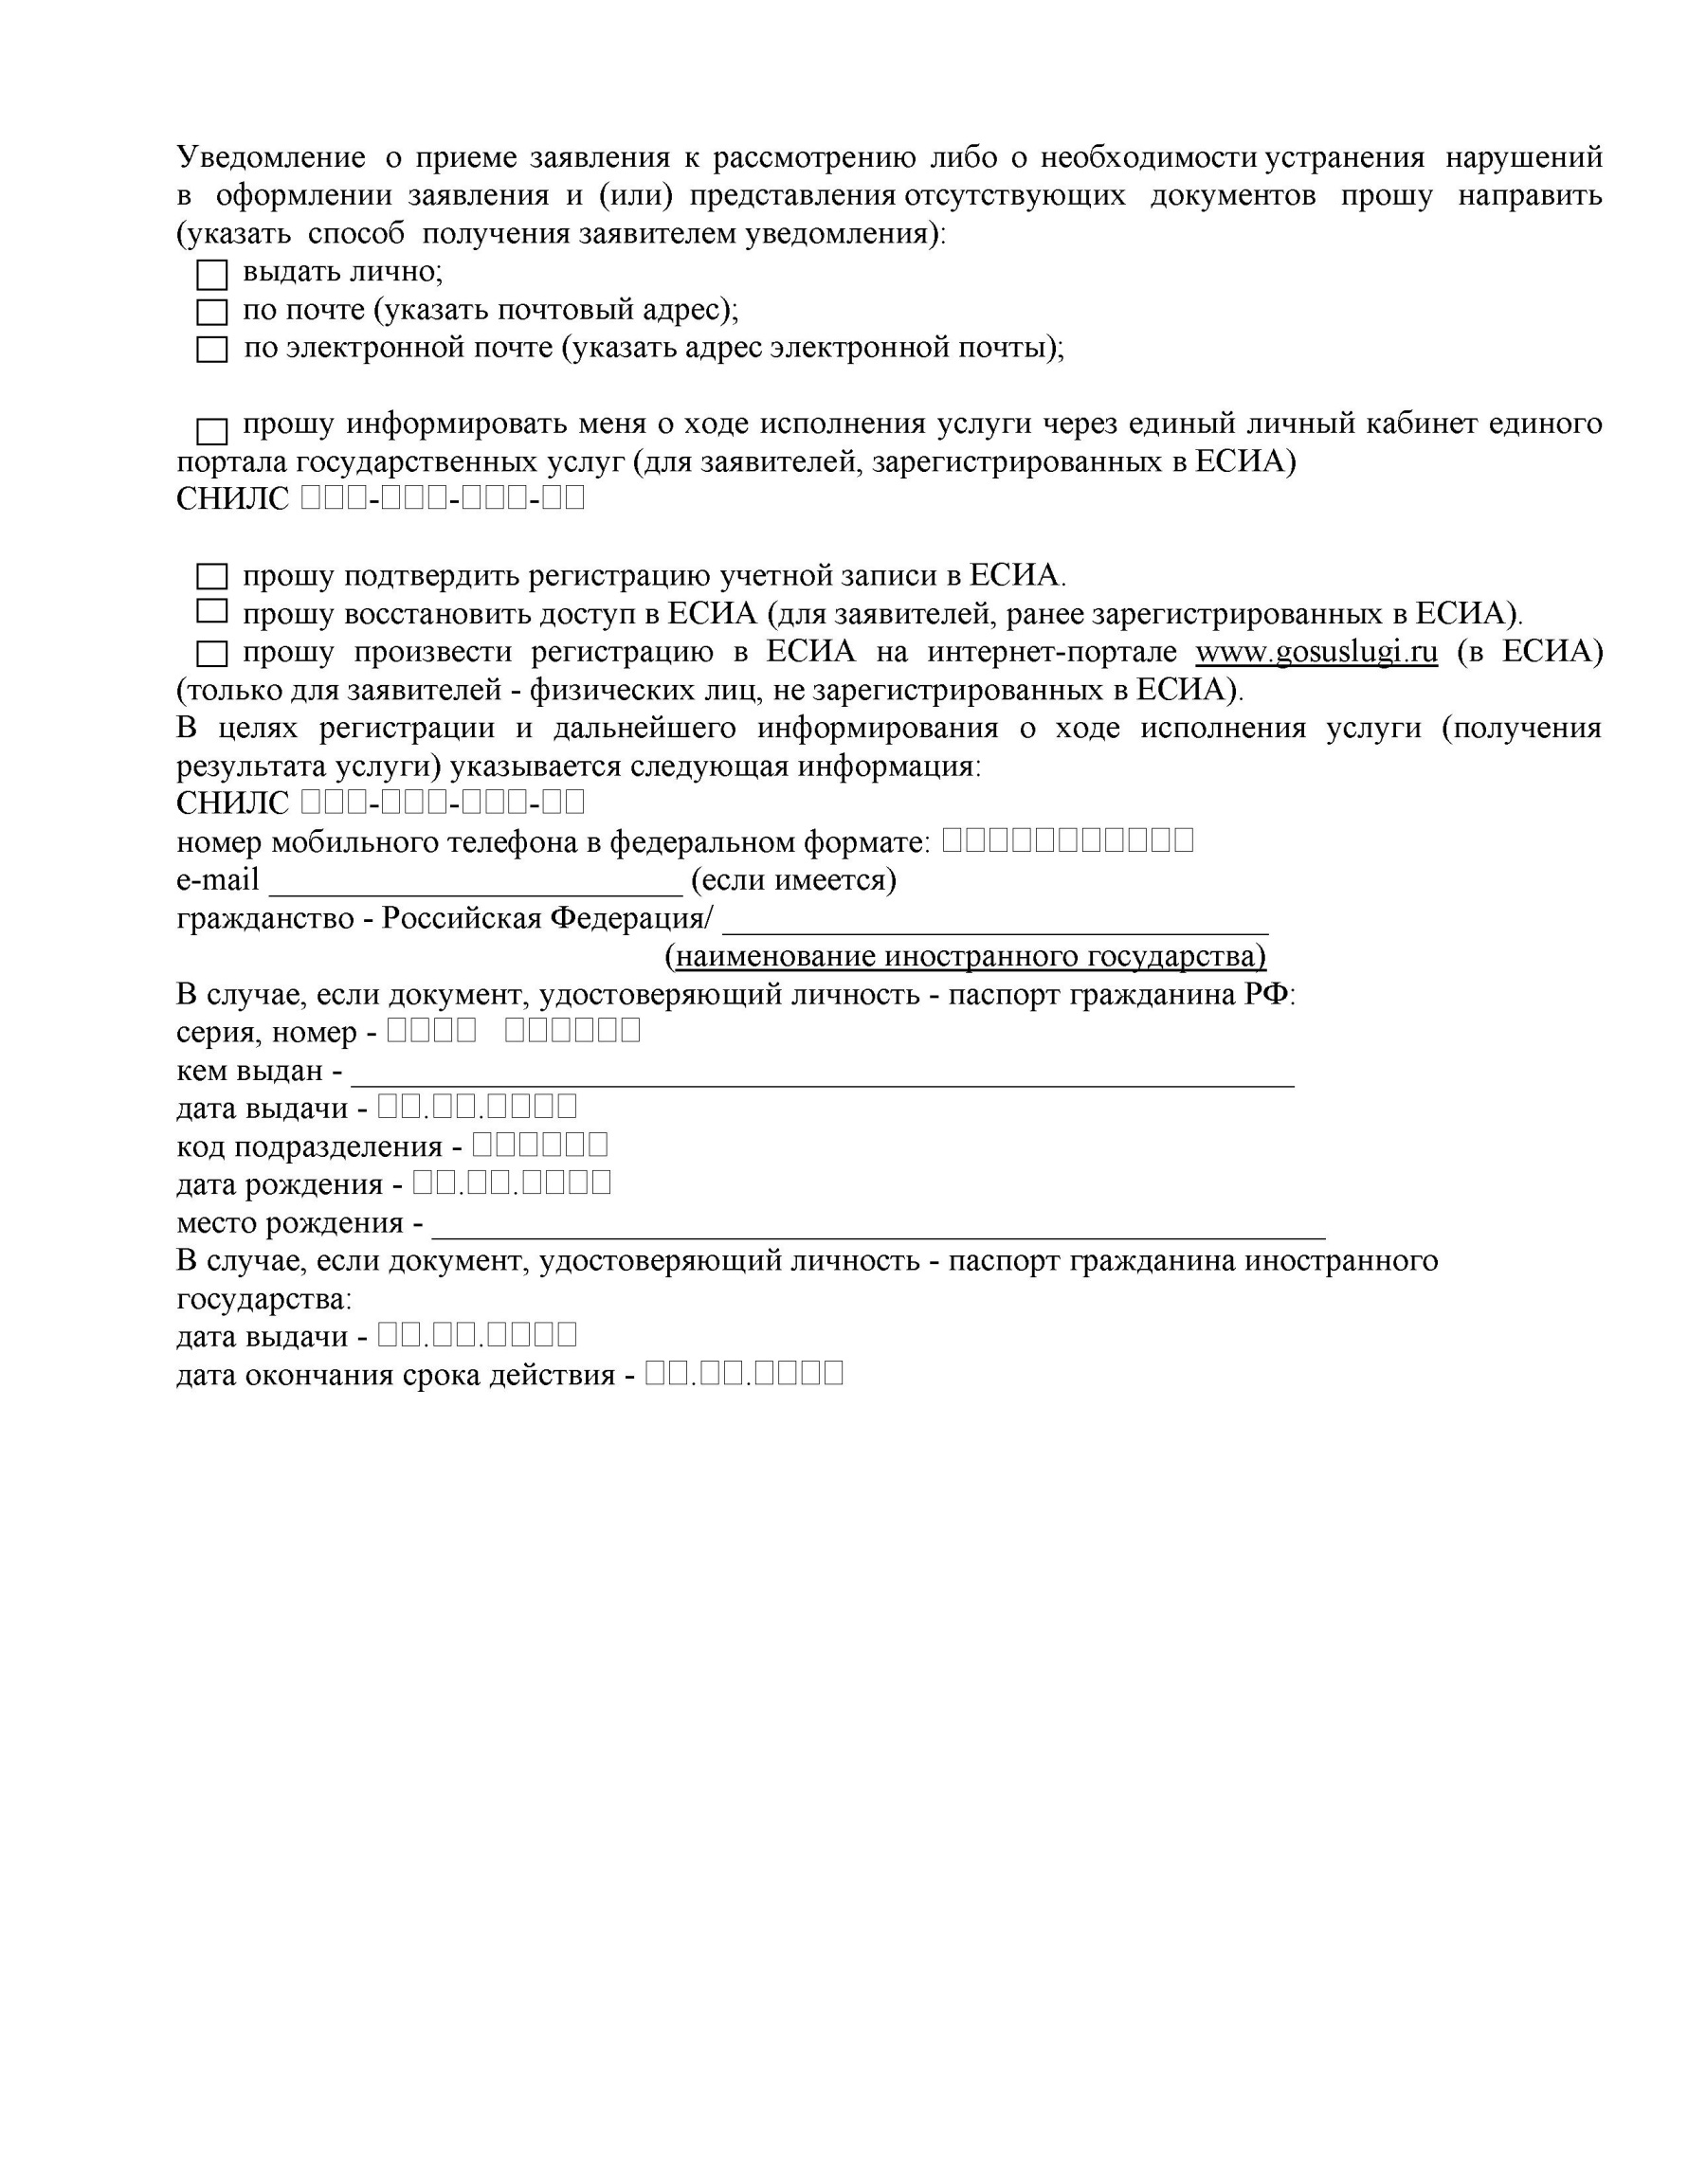 Уведомление о приеме заявления к рассмотрению либо о необходимости устранения нарушений
в оформлении заявления и (или) представления отсутствующих документов прошу направить
(указать способ получения заявителем уведомления):
□ выдать лично;
□ по почте (указать почтовый адрес);
□ по электронной почте (указать адрес электронной почты);
□ прошу информировать меня о ходе исполнения услуги через единый личный кабинет единого
портала государственных услуг (для заявителей, зарегистрированных в ЕСИА)
СНИЛС □□□-□□□-□□□-□□
□ прошу подтвердить регистрацию учетной записи в ЕСИА.
□ прошу восстановить доступ в ЕСИА (для заявителей, ранее зарегистрированных в ЕСИА).
□ прошу произвести регистрацию в ЕСИА на интернет-портале www.gosuslugi.ru (в ЕСИА)
(только для заявителей - физических лиц, не зарегистрированных в ЕСИА).
В целях регистрации и дальнейшего информирования о ходе исполнения услуги (получения
результата услуги) указывается следующая информация:
СНИЛС □□□-□□□-□□□-□□
номер мобильного телефона в федеральном формате: □□□□□□□□□□□
e-mail __________________________ (если имеется)
гражданство - Российская Федерация/ __________________________________
(наименование иностранного государства)
В случае, если документ, удостоверяющий личность - паспорт гражданина РФ:
серия, номер - □□□□ □□□□□□
кем выдан - ___________________________________________________________
дата выдачи - □□.□□.□□□□
код подразделения - □□□□□□
дата рождения - □□.□□.□□□□
место рождения - ________________________________________________________
В случае, если документ, удостоверяющий личность - паспорт гражданина иностранного
государства:
дата выдачи - □□.□□.□□□□
дата окончания срока действия - □□.□□.□□□□